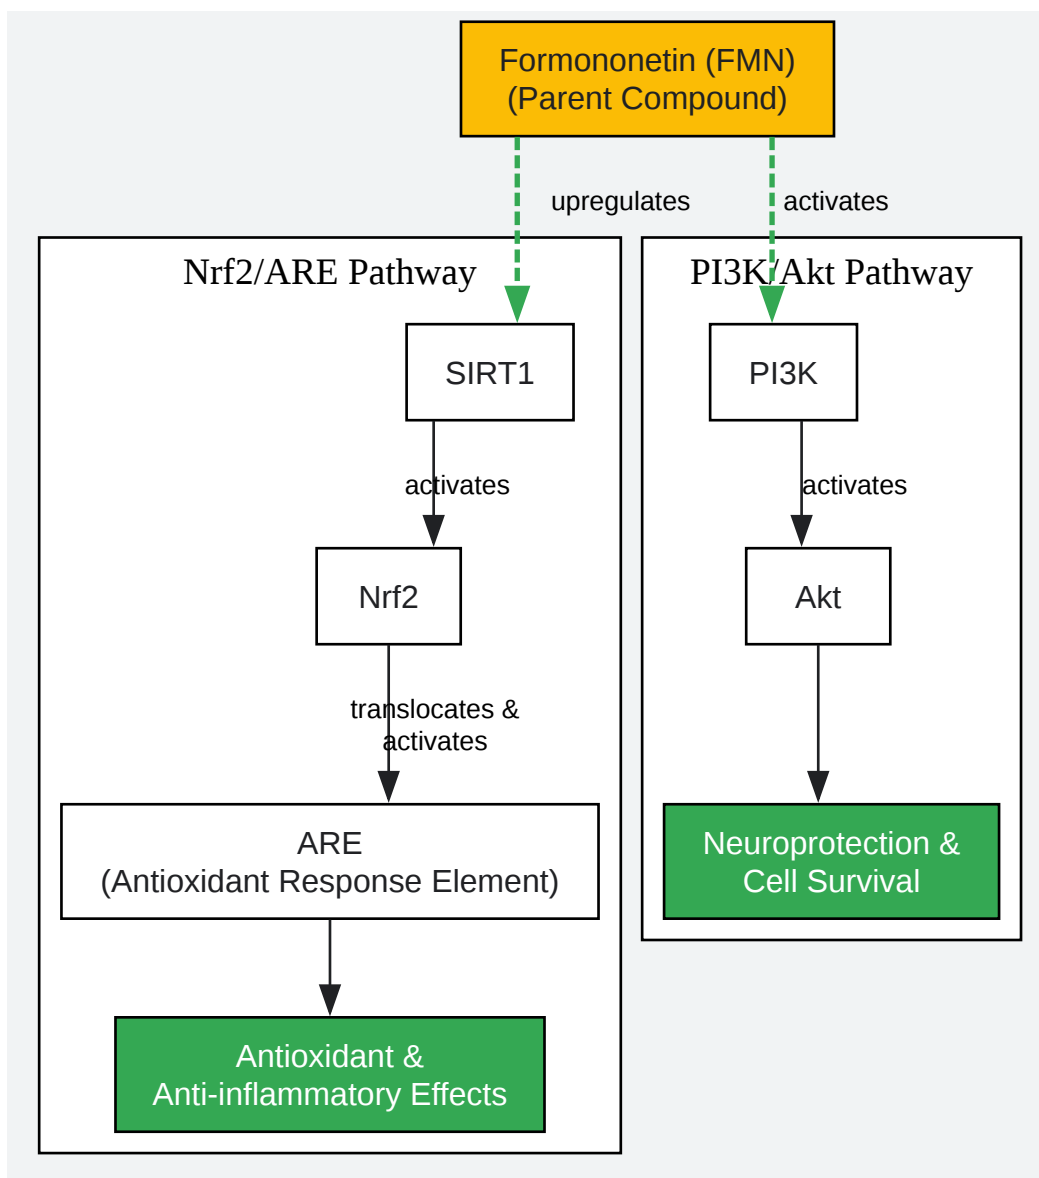 Formononetin (FMN)
(Parent Compound)
upregulates
activates
Nrf2/ARE Pathway
PI3K/Akt Pathway
SIRT1
PI3K
activates
activates
Nrf2
Akt
translocates &
activates
ARE
(Antioxidant Response Element)
Neuroprotection &
Cell Survival
Antioxidant &
Anti-inflammatory Effects